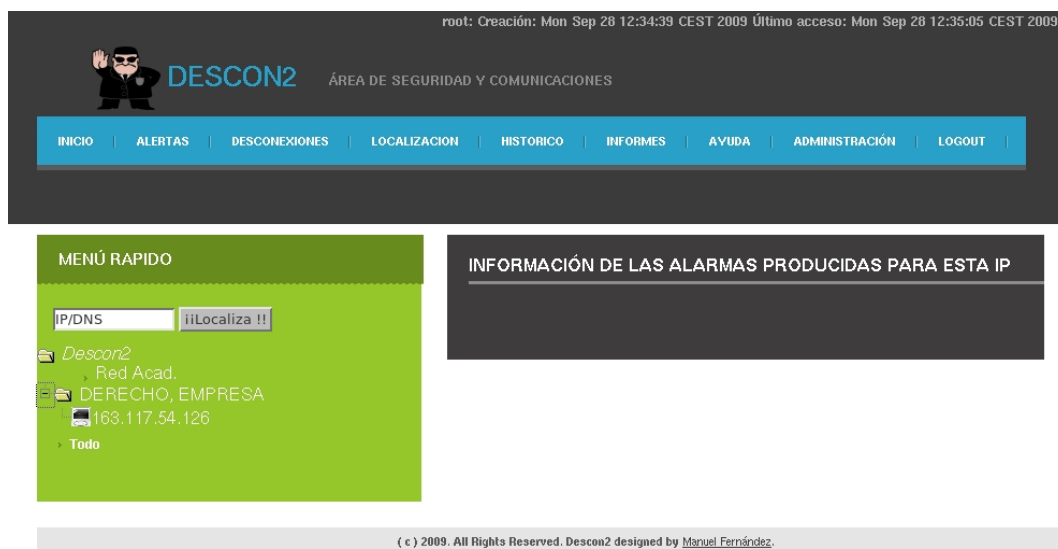 root: Creación: Mon Sep 28 12:34:39 CEST 2009 Último acceso: Mon Sep 28 12:35:05 CEST 2009
DESCON2 ÁREA DE SEGURIDAD Y COMUNICACIONES
INICIO | ALERTAS | DESCONEXIONES | LOCALIZACION | HISTORICO | INFORMES | AYUDA | ADMINISTRACIÓN | LOGOUT |
MENÚ RAPIDO
IP/DNS ¡¡Localiza !!
Descon2
Red Acad.
DERECHO, EMPRESA
163.117.54.126
Todo
INFORMACIÓN DE LAS ALARMAS PRODUCIDAS PARA ESTA IP
( c ) 2009. All Rights Reserved. Descon2 designed by Manuel Fernández.